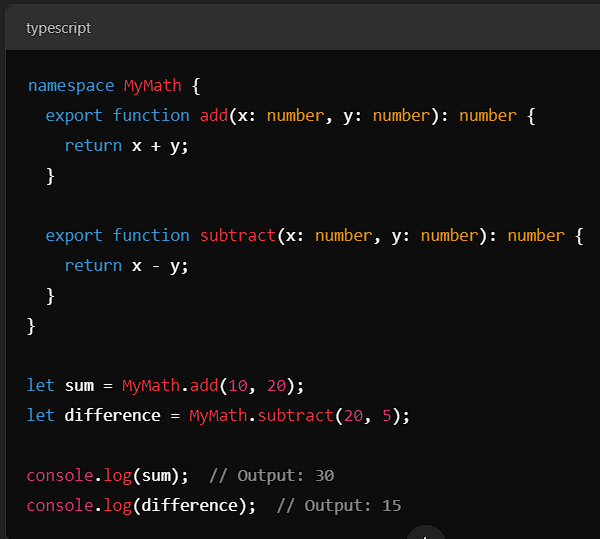 typescript
namespace MyMath {
  export function add(x: number, y: number): number {
    return x + y;
  }
  export function subtract(x: number, y: number): number {
    return x - y;
  }
}
let sum = MyMath.add(10, 20);
let difference = MyMath.subtract(20, 5);
console.log(sum);  // Output: 30
console.log(difference);  // Output: 15